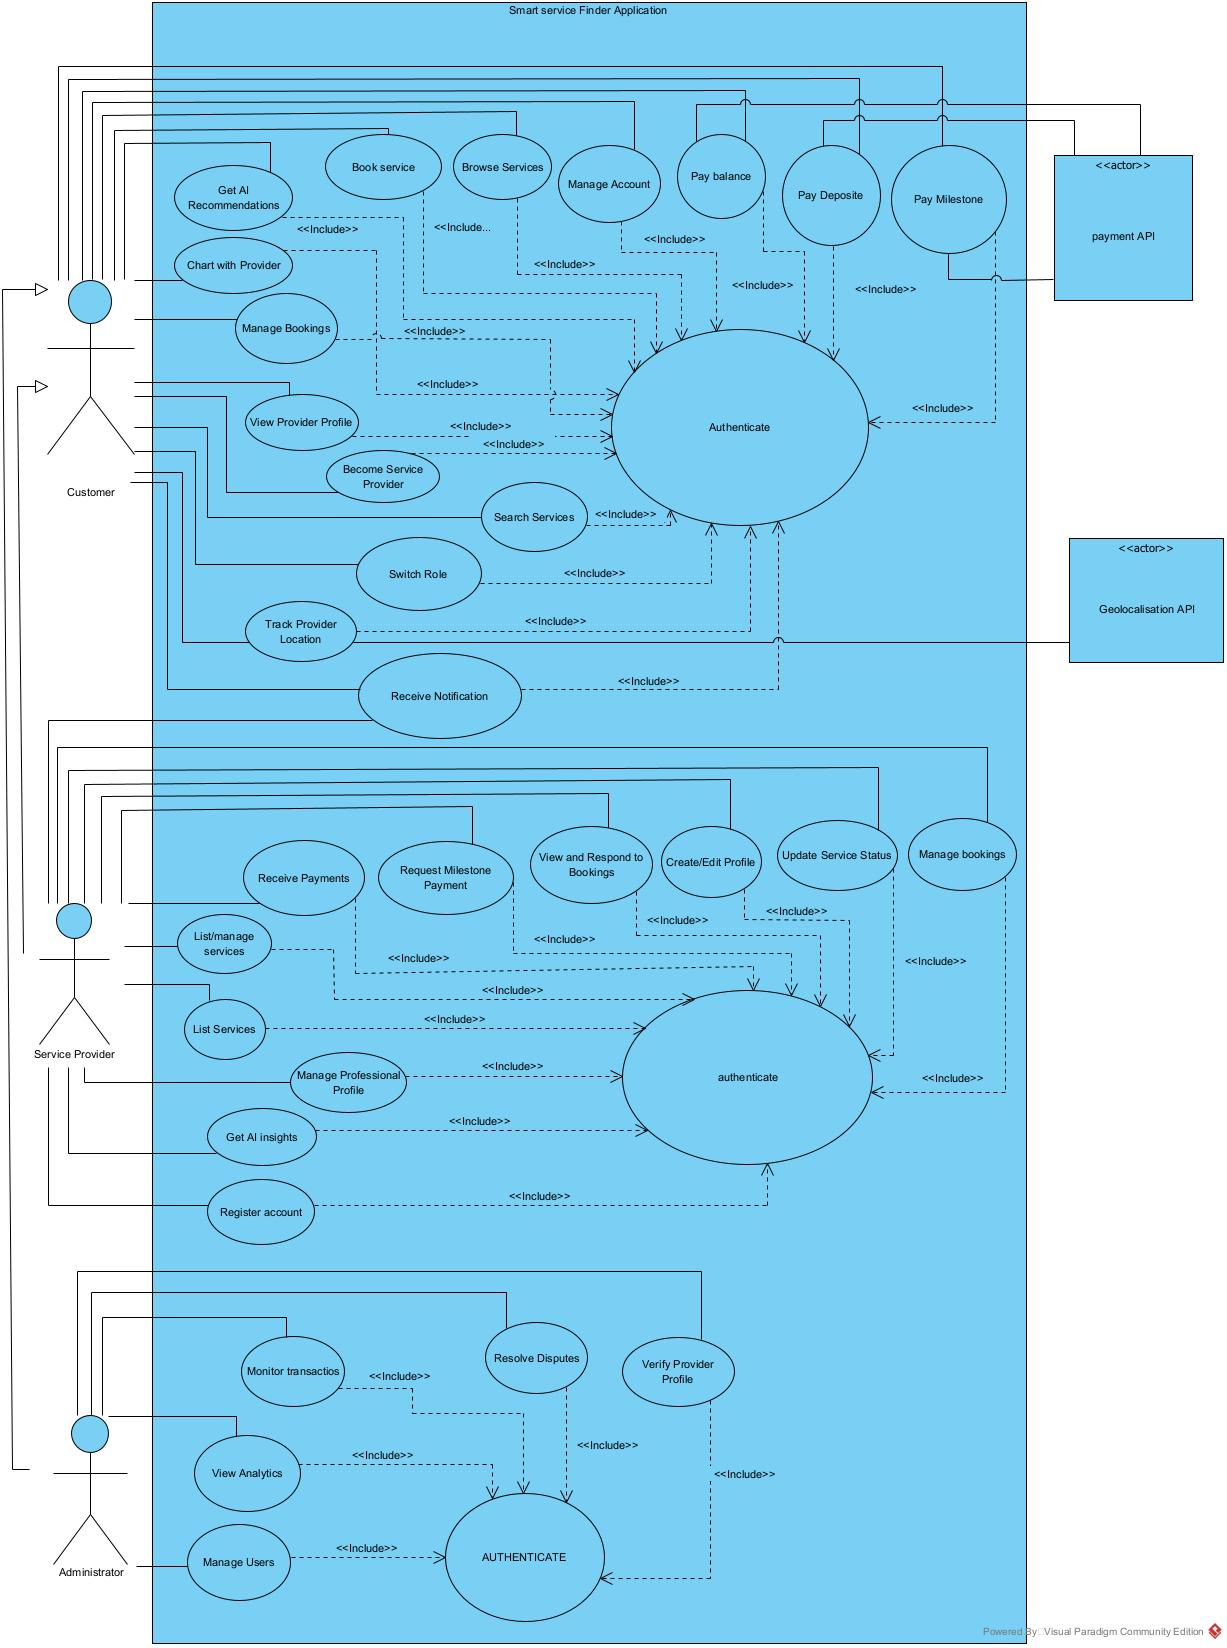 Smart service Finder Application
Book service
Browse Services
Manage Account
Pay balance
Pay Deposite
Pay Milestone
<<actor>>
payment API
Get AI
Recommendations
<<Include>>
<<Include...
<<Include>>
<<Include>>
<<Include>>
<<Include>>
Chart with Provider
Manage Bookings
<<Include>>
<<Include>>
<<Include>>
View Provider Profile
<<Include>>
<<Include>>
Authenticate
Become Service
Provider
Customer
Search Services
<<Include>>
Switch Role
<<Include>>
<<actor>>
Geolocalisation API
Track Provider
Location
<<Include>>
Receive Notification
<<Include>>
Receive Payments
Request Milestone
Payment
View and Respond to
Bookings
Create/Edit Profile
Update Service Status
Manage bookings
<<Include>>
<<Include>>
<<Include>>
<<Include>>
<<Include>>
List/manage
services
<<Include>>
List Services
<<Include>>
Service Provider
Manage Professional
Profile
<<Include>>
authenticate
<<Include>>
Get AI insights
<<Include>>
Register account
<<Include>>
Monitor transactios
<<Include>>
Resolve Disputes
Verify Provider
Profile
<<Include>>
<<Include>>
View Analytics
<<Include>>
Manage Users
<<Include>>
AUTHENTICATE
Administrator
Powered By Visual Paradigm Community Edition